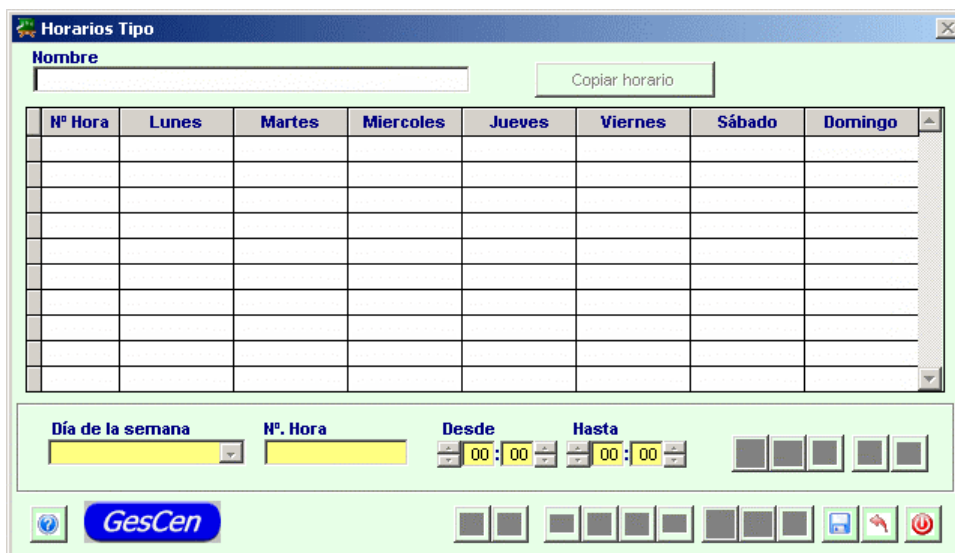 Horarios Tipo
Nombre
Copiar horario
Nº Hora Lunes Martes Miercoles Jueves Viernes Sábado Domingo
Día de la semana Nº. Hora Desde Hasta
00 : 00 00 : 00
GesCen